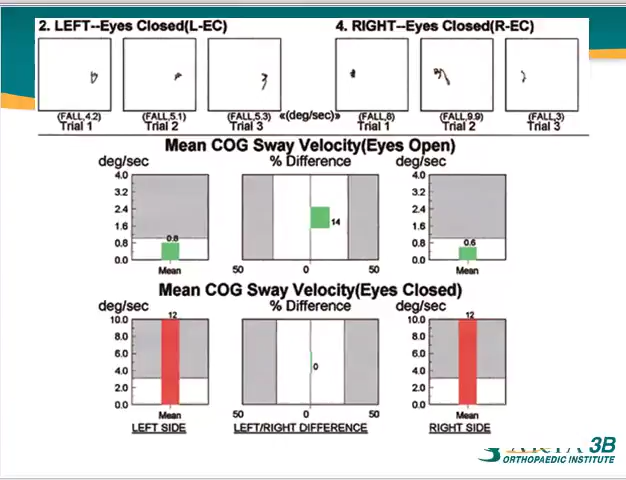 2. LEFT--Eyes Closed(L-EC) 4. RIGHT--Eyes Closed(R-EC)
(FALL,4.2) (FALL,5.1) (FALL,5.3) «(deg/sec)» (FALL,8) (FALL,9.9) (FALL,3)
Trial 1 Trial 2 Trial 3 Trial 1 Trial 2 Trial 3
Mean COG Sway Velocity(Eyes Open)
deg/sec % Difference deg/sec
4.0 4.0
3.2 3.2
2.4 2.4
14
1.6 1.6
0.8 0.6
0.8 0.8
0.0 0.0
Mean 50 0 50 Mean
Mean COG Sway Velocity(Eyes Closed)
deg/sec % Difference deg/sec
12 12
10.0 10.0
8.0 8.0
6.0 6.0
0
4.0 4.0
2.0 2.0
0.0 0.0
Mean 50 0 50 Mean
LEFT SIDE LEFT/RIGHT DIFFERENCE RIGHT SIDE
3B
ORTHOPAEDIC INSTITUTE